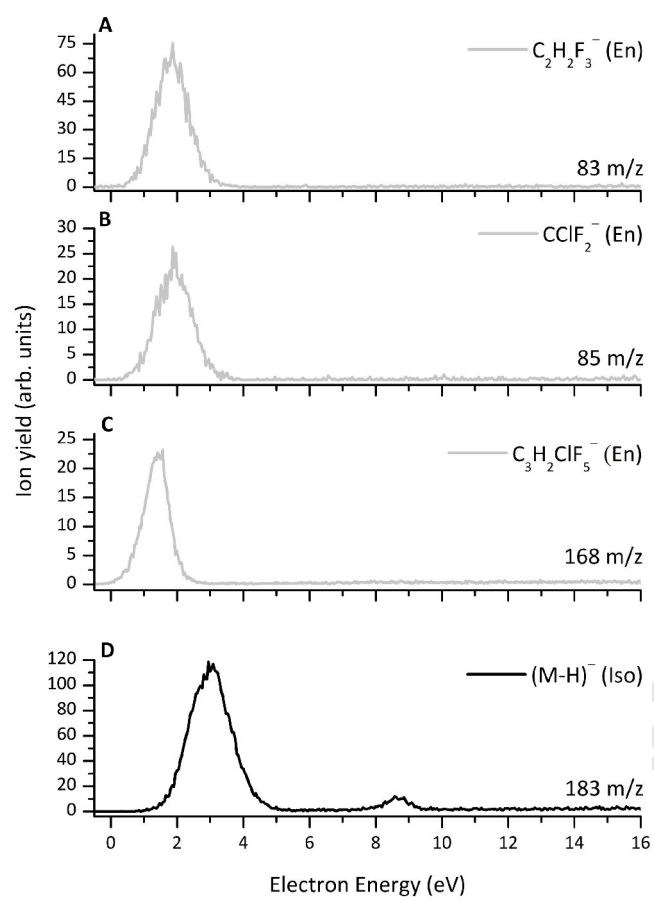 A
75
60
45
30
15
0
C₂H₂F₃⁻ (En)
83 m/z
B
30
25
20
15
10
5
0
CClF₂⁻ (En)
85 m/z
C
25
20
15
10
5
0
C₃H₂ClF₅⁻ (En)
168 m/z
D
120
100
80
60
40
20
0
(M-H)⁻ (Iso)
183 m/z
Ion yield (arb. units)
0 2 4 6 8 10 12 14 16
Electron Energy (eV)